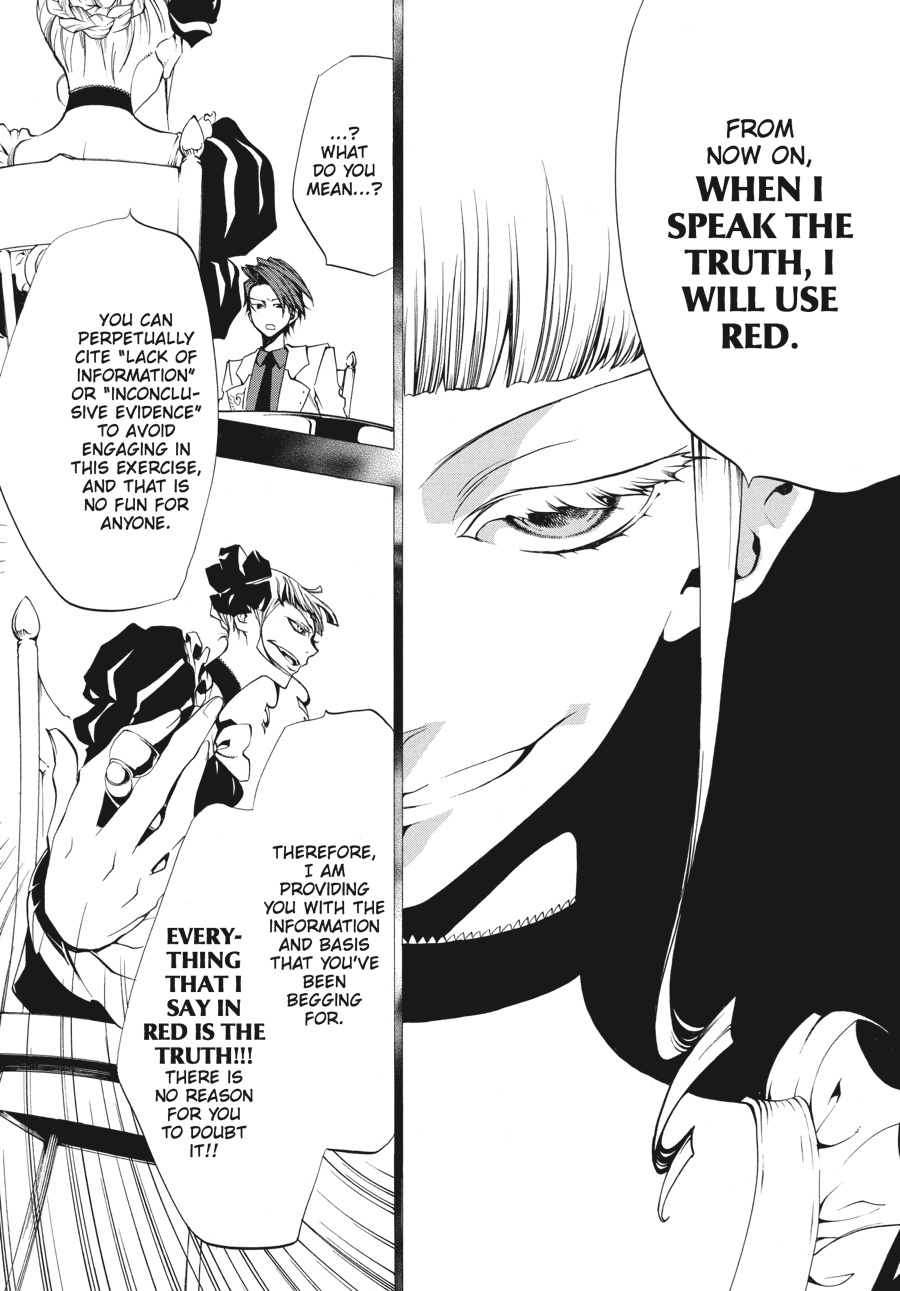 FROM
NOW ON,
WHEN I
SPEAK THE
TRUTH, I
WILL USE
RED.
...?
WHAT
DO YOU
MEAN...?
YOU CAN
PERPETUALLY
CITE "LACK OF
INFORMATION"
OR "INCONCLU-
SIVE EVIDENCE"
TO AVOID
ENGAGING IN
THIS EXERCISE,
AND THAT IS
NO FUN FOR
ANYONE.
THEREFORE,
I AM
PROVIDING
YOU WITH THE
INFORMATION
AND BASIS
THAT YOU'VE
BEEN
BEGGING
FOR.
EVERY-
THING
THAT I
SAY IN
RED IS THE
TRUTH!!!
THERE IS
NO REASON
FOR YOU
TO DOUBT
IT!!